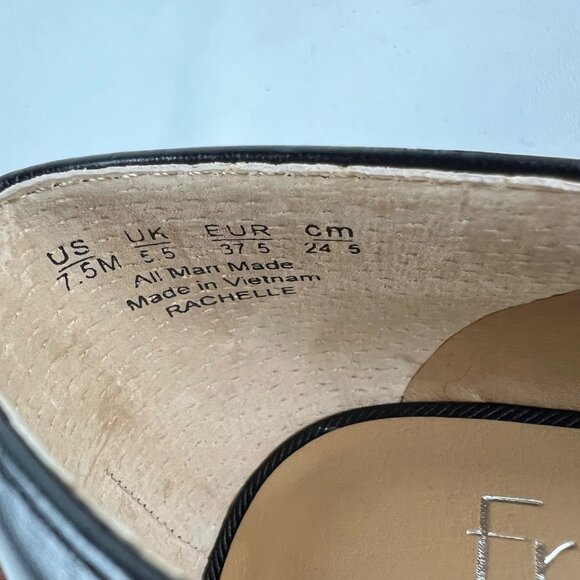 US UK EUR cm
7.5M 5.5 37.5 24.5
All Man Made
Made in Vietnam
RACHELLE
Fr